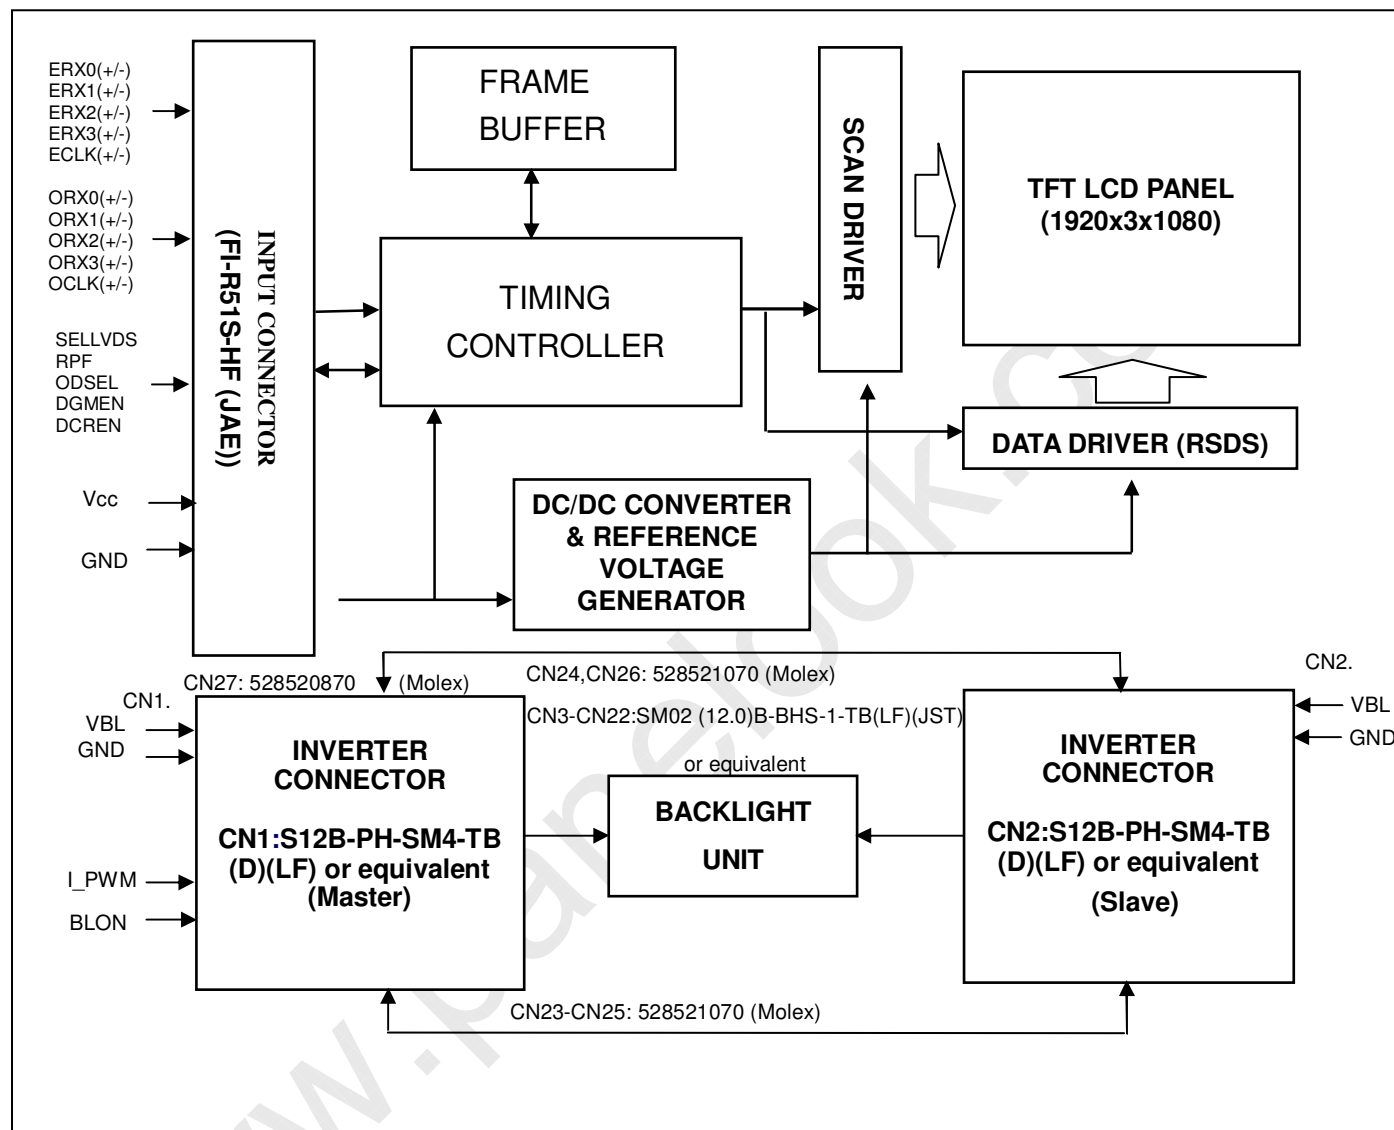 ERX0(+/-)
ERX1(+/-)
ERX2(+/-)
ERX3(+/-)
ECLK(+/-)
ORX0(+/-)
ORX1(+/-)
ORX2(+/-)
ORX3(+/-)
OCLK(+/-)
SELLVDS
RPF
ODSEL
DGMEN
DCREN
Vcc
GND
INPUT CONNECTOR
(FI-R51S-HF (JAE))
FRAME
BUFFER
TIMING
CONTROLLER
SCAN DRIVER
TFT LCD PANEL
(1920x3x1080)
DATA DRIVER (RSDS)
DC/DC CONVERTER
& REFERENCE
VOLTAGE
GENERATOR
CN27: 528520870 (Molex)
CN24,CN26: 528521070 (Molex)
CN3-CN22:SM02 (12.0)B-BHS-1-TB(LF)(JST)
or equivalent
CN1.
VBL
GND
I_PWM
BLON
INVERTER
CONNECTOR
CN1:S12B-PH-SM4-TB
(D)(LF) or equivalent
(Master)
BACKLIGHT
UNIT
CN2.
VBL
GND
INVERTER
CONNECTOR
CN2:S12B-PH-SM4-TB
(D)(LF) or equivalent
(Slave)
CN23-CN25: 528521070 (Molex)